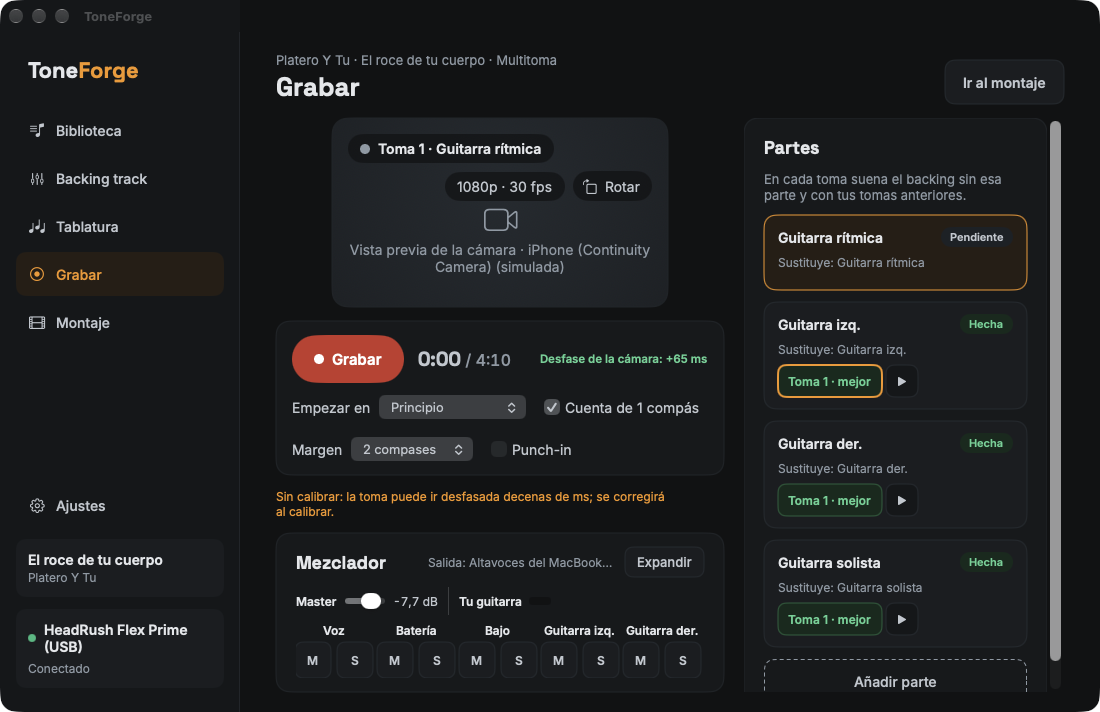 ToneForge
ToneForge
Biblioteca
Backing track
Tablatura
Grabar
Montaje
Ajustes
El roce de tu cuerpo
Platero Y Tu
HeadRush Flex Prime
(USB)
Conectado
Platero Y Tu · El roce de tu cuerpo · Multitoma
Grabar
Ir al montaje
Toma 1 · Guitarra rítmica
1080p · 30 fps
Rotar
Vista previa de la cámara · iPhone (Continuity
Camera) (simulada)
Grabar
0:00 / 4:10
Desfase de la cámara: +65 ms
Empezar en
Principio
Cuenta de 1 compás
Margen
2 compases
Punch-in
Sin calibrar: la toma puede ir desfasada decenas de ms; se corregirá
al calibrar.
Mezclador
Salida: Altavoces del MacBook...
Expandir
Master
-7,7 dB
Tu guitarra
Voz
Batería
Bajo
Guitarra izq.
Guitarra der.
M S M S M S M S M S
Partes
En cada toma suena el backing sin esa
parte y con tus tomas anteriores.
Guitarra rítmica
Pendiente
Sustituye: Guitarra rítmica
Guitarra izq.
Hecha
Sustituye: Guitarra izq.
Toma 1 · mejor
Guitarra der.
Hecha
Sustituye: Guitarra der.
Toma 1 · mejor
Guitarra solista
Hecha
Sustituye: Guitarra solista
Toma 1 · mejor
Añadir parte